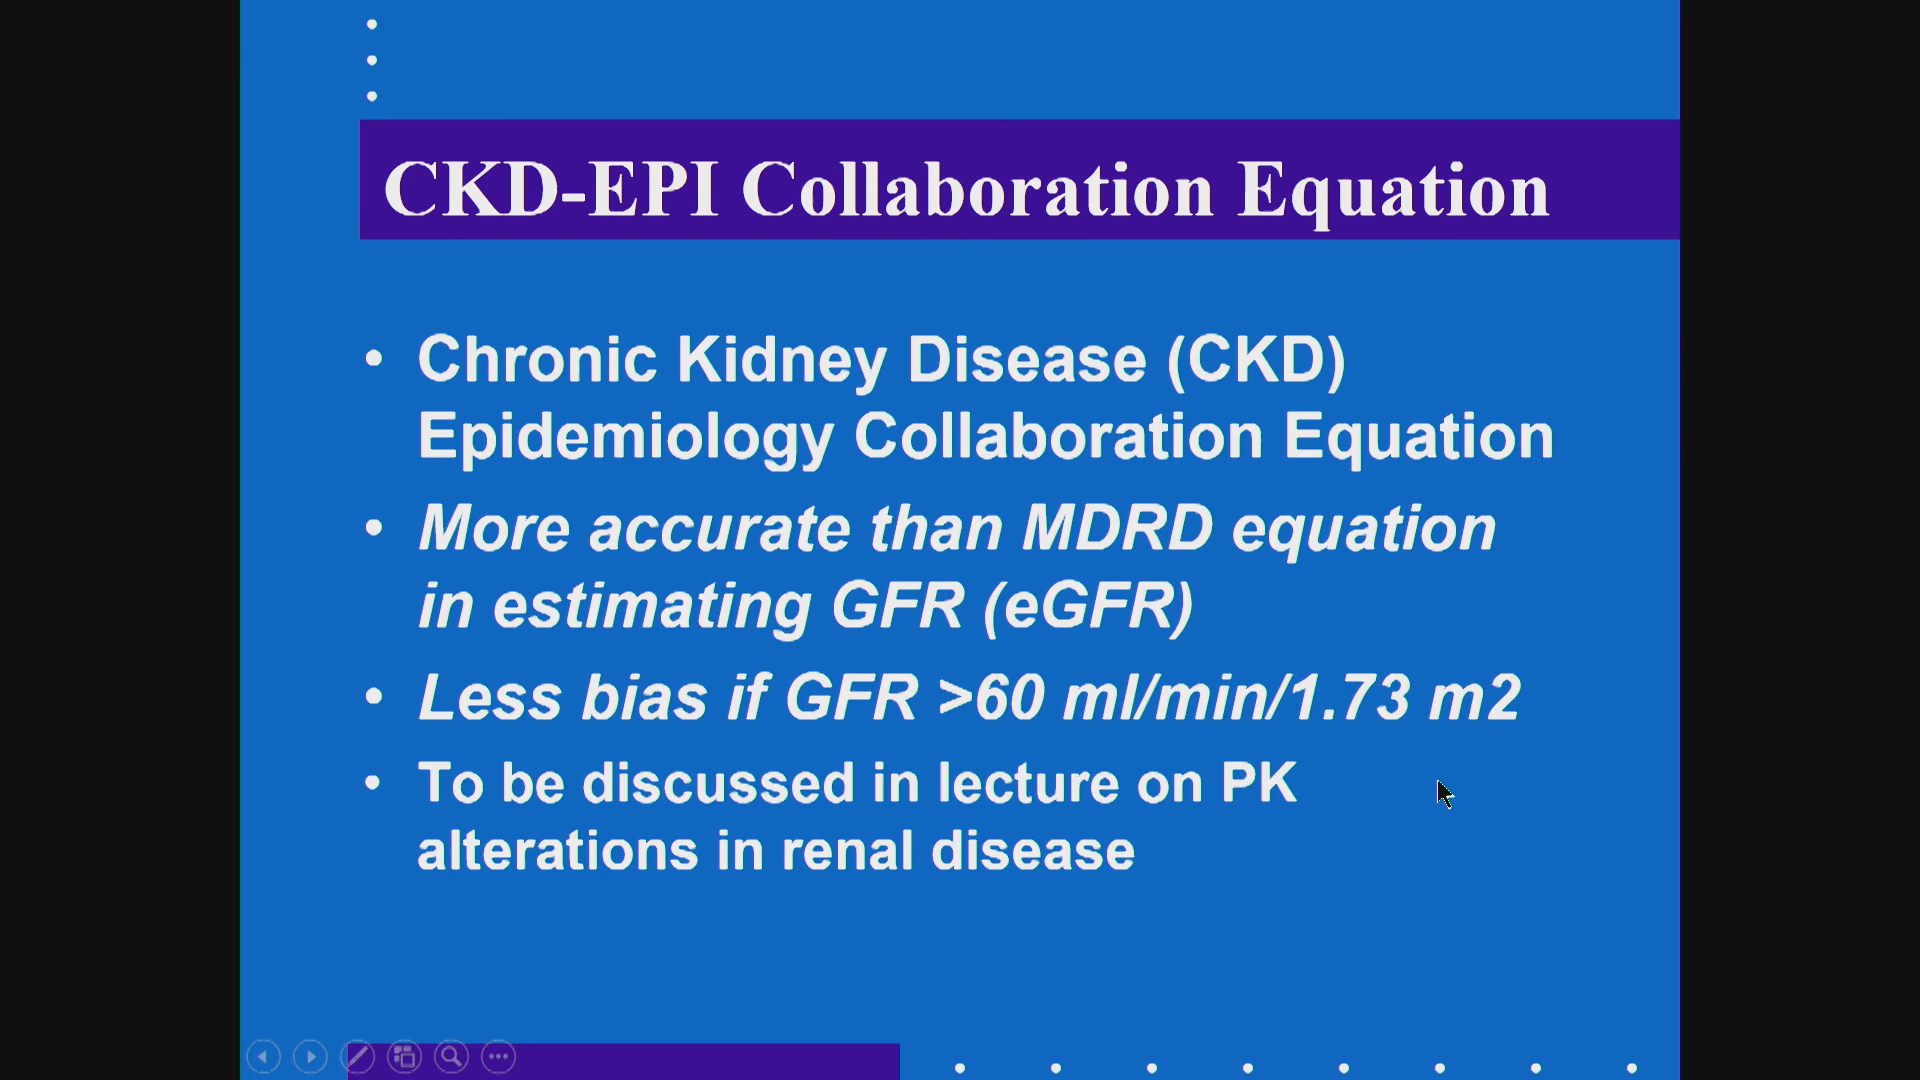 CKD-EPI Collaboration Equation
• Chronic Kidney Disease (CKD)
Epidemiology Collaboration Equation
• More accurate than MDRD equation
in estimating GFR (eGFR)
• Less bias if GFR >60 ml/min/1.73 m2
• To be discussed in lecture on PK
alterations in renal disease